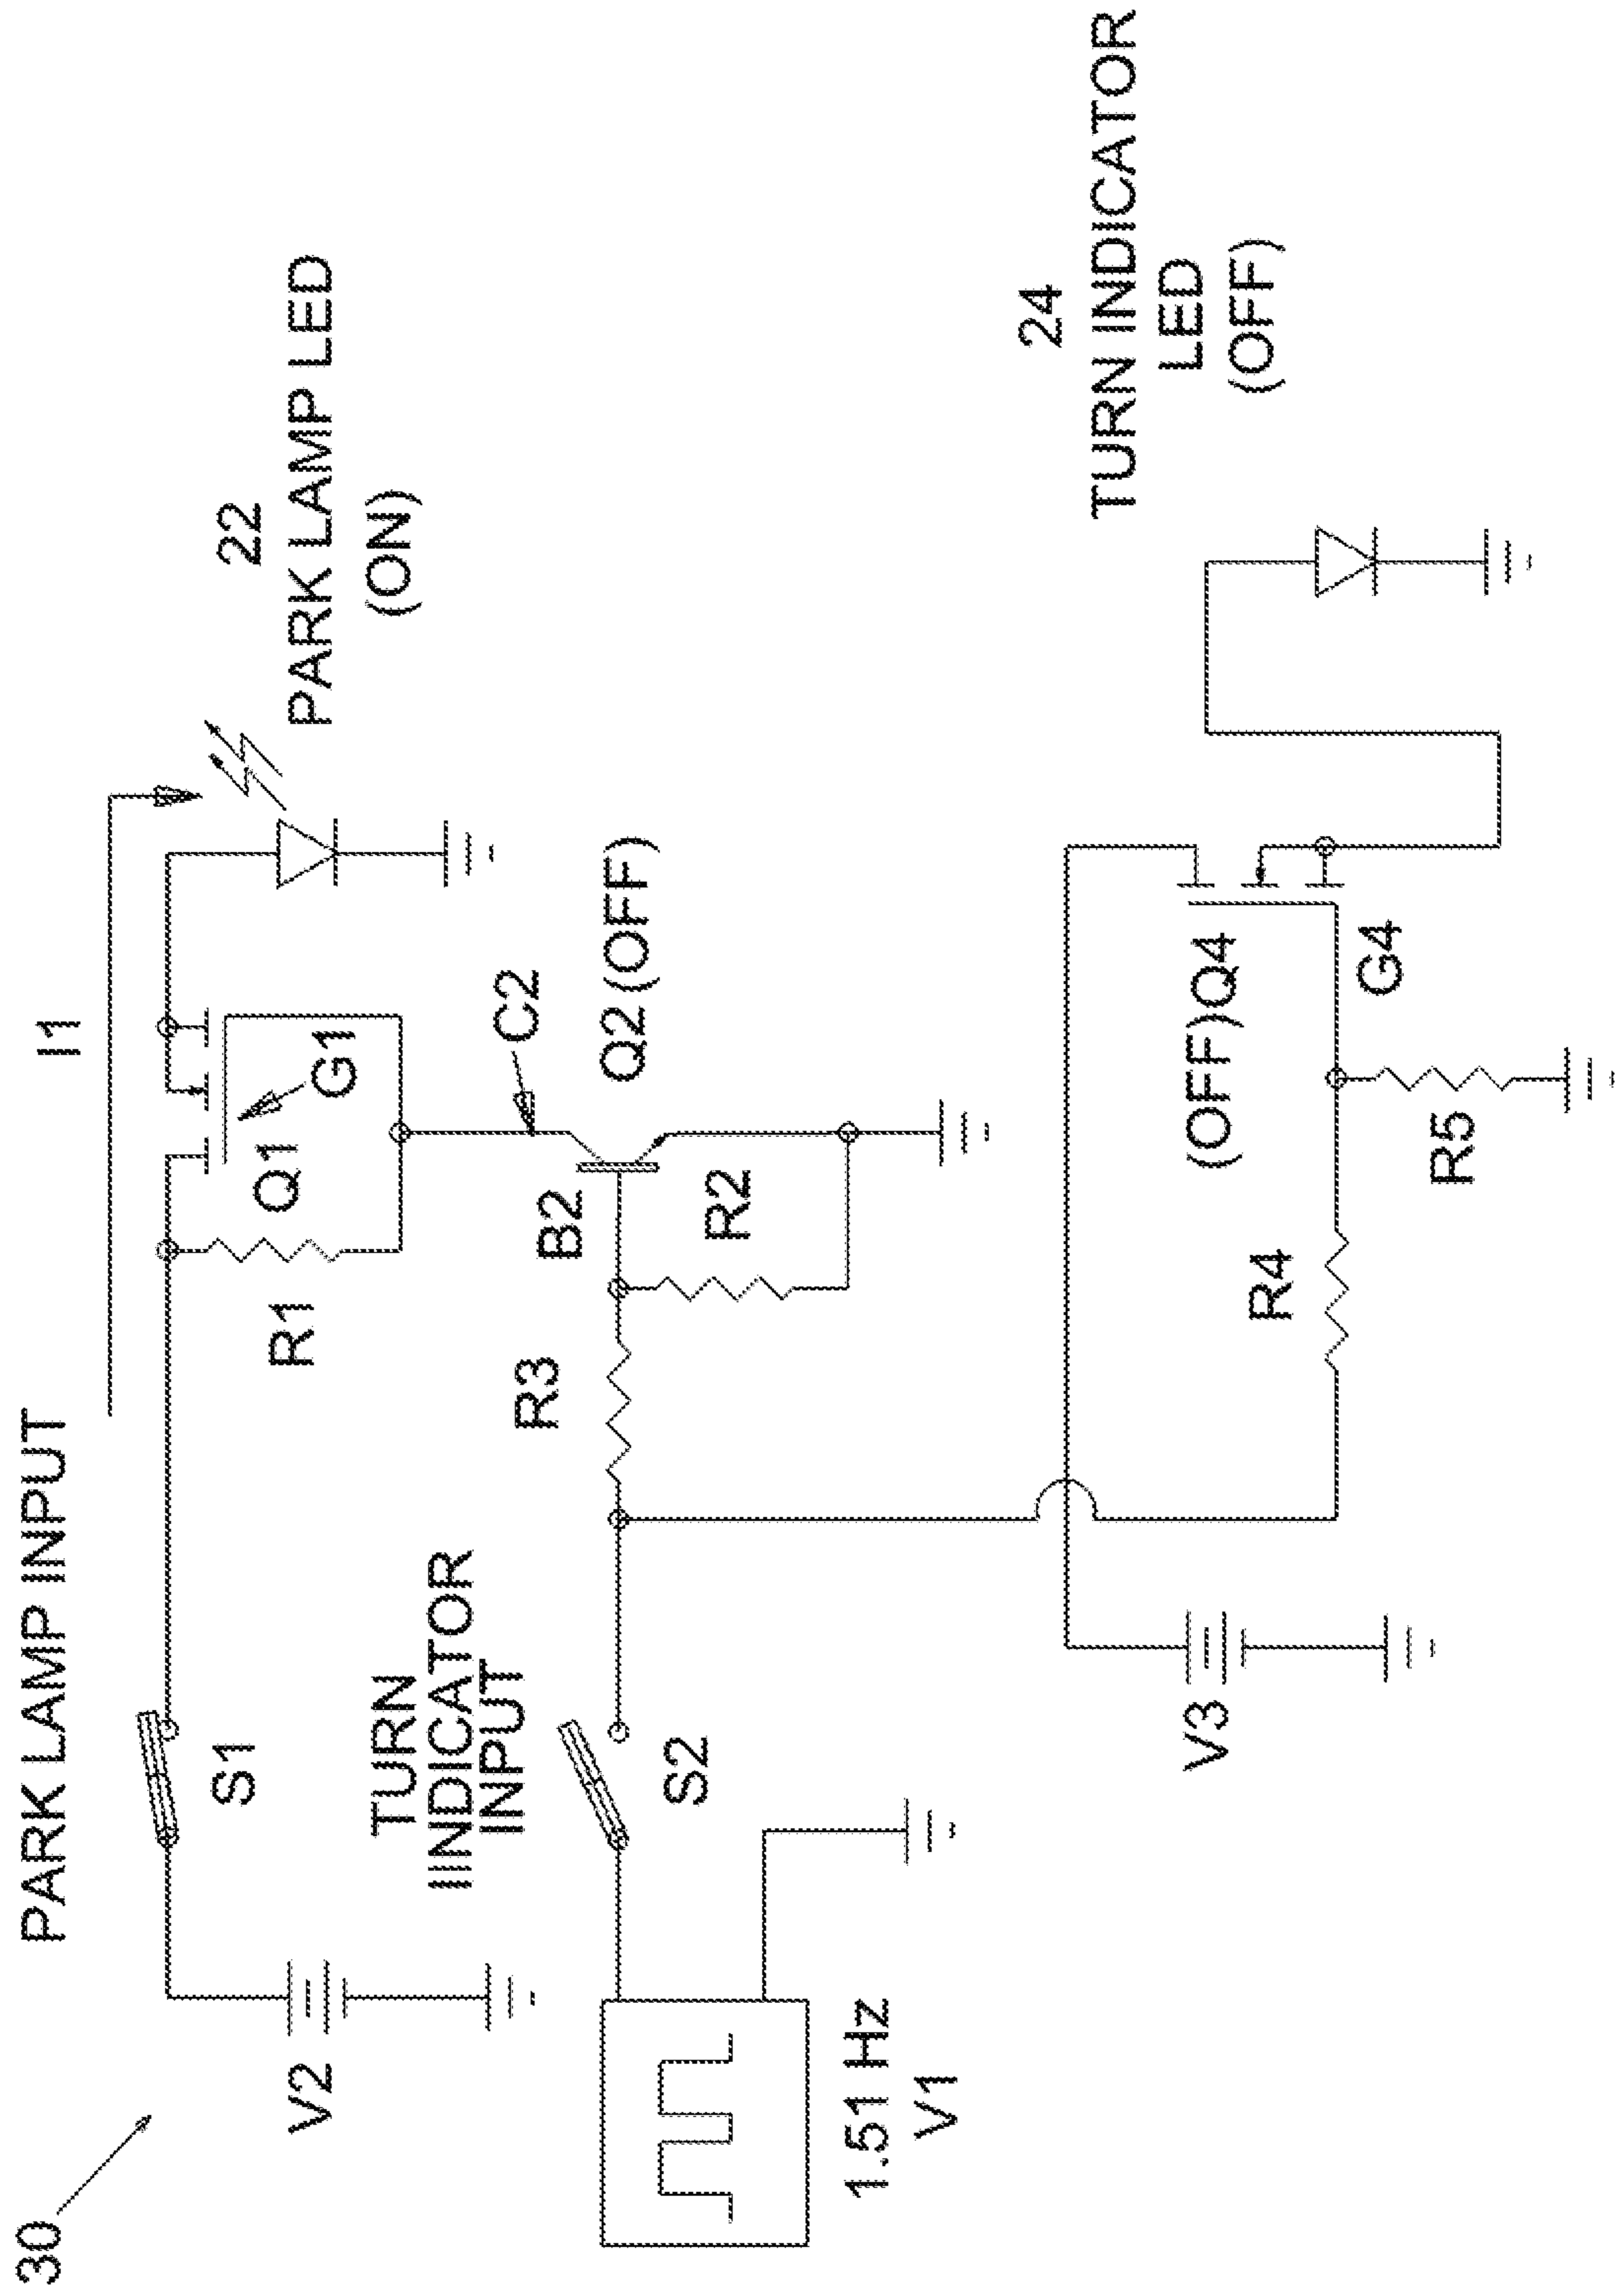 30
PARK LAMP INPUT
I1
22
PARK LAMP LED
(ON)
S1
V2
R1
Q1
G1
C2
Q2 (OFF)
TURN
IINDICATOR
INPUT
S2
R3
B2
R2
1.51 Hz
V1
V3
R4
R5
(OFF)Q4
G4
24
TURN INDICATOR
LED
(OFF)